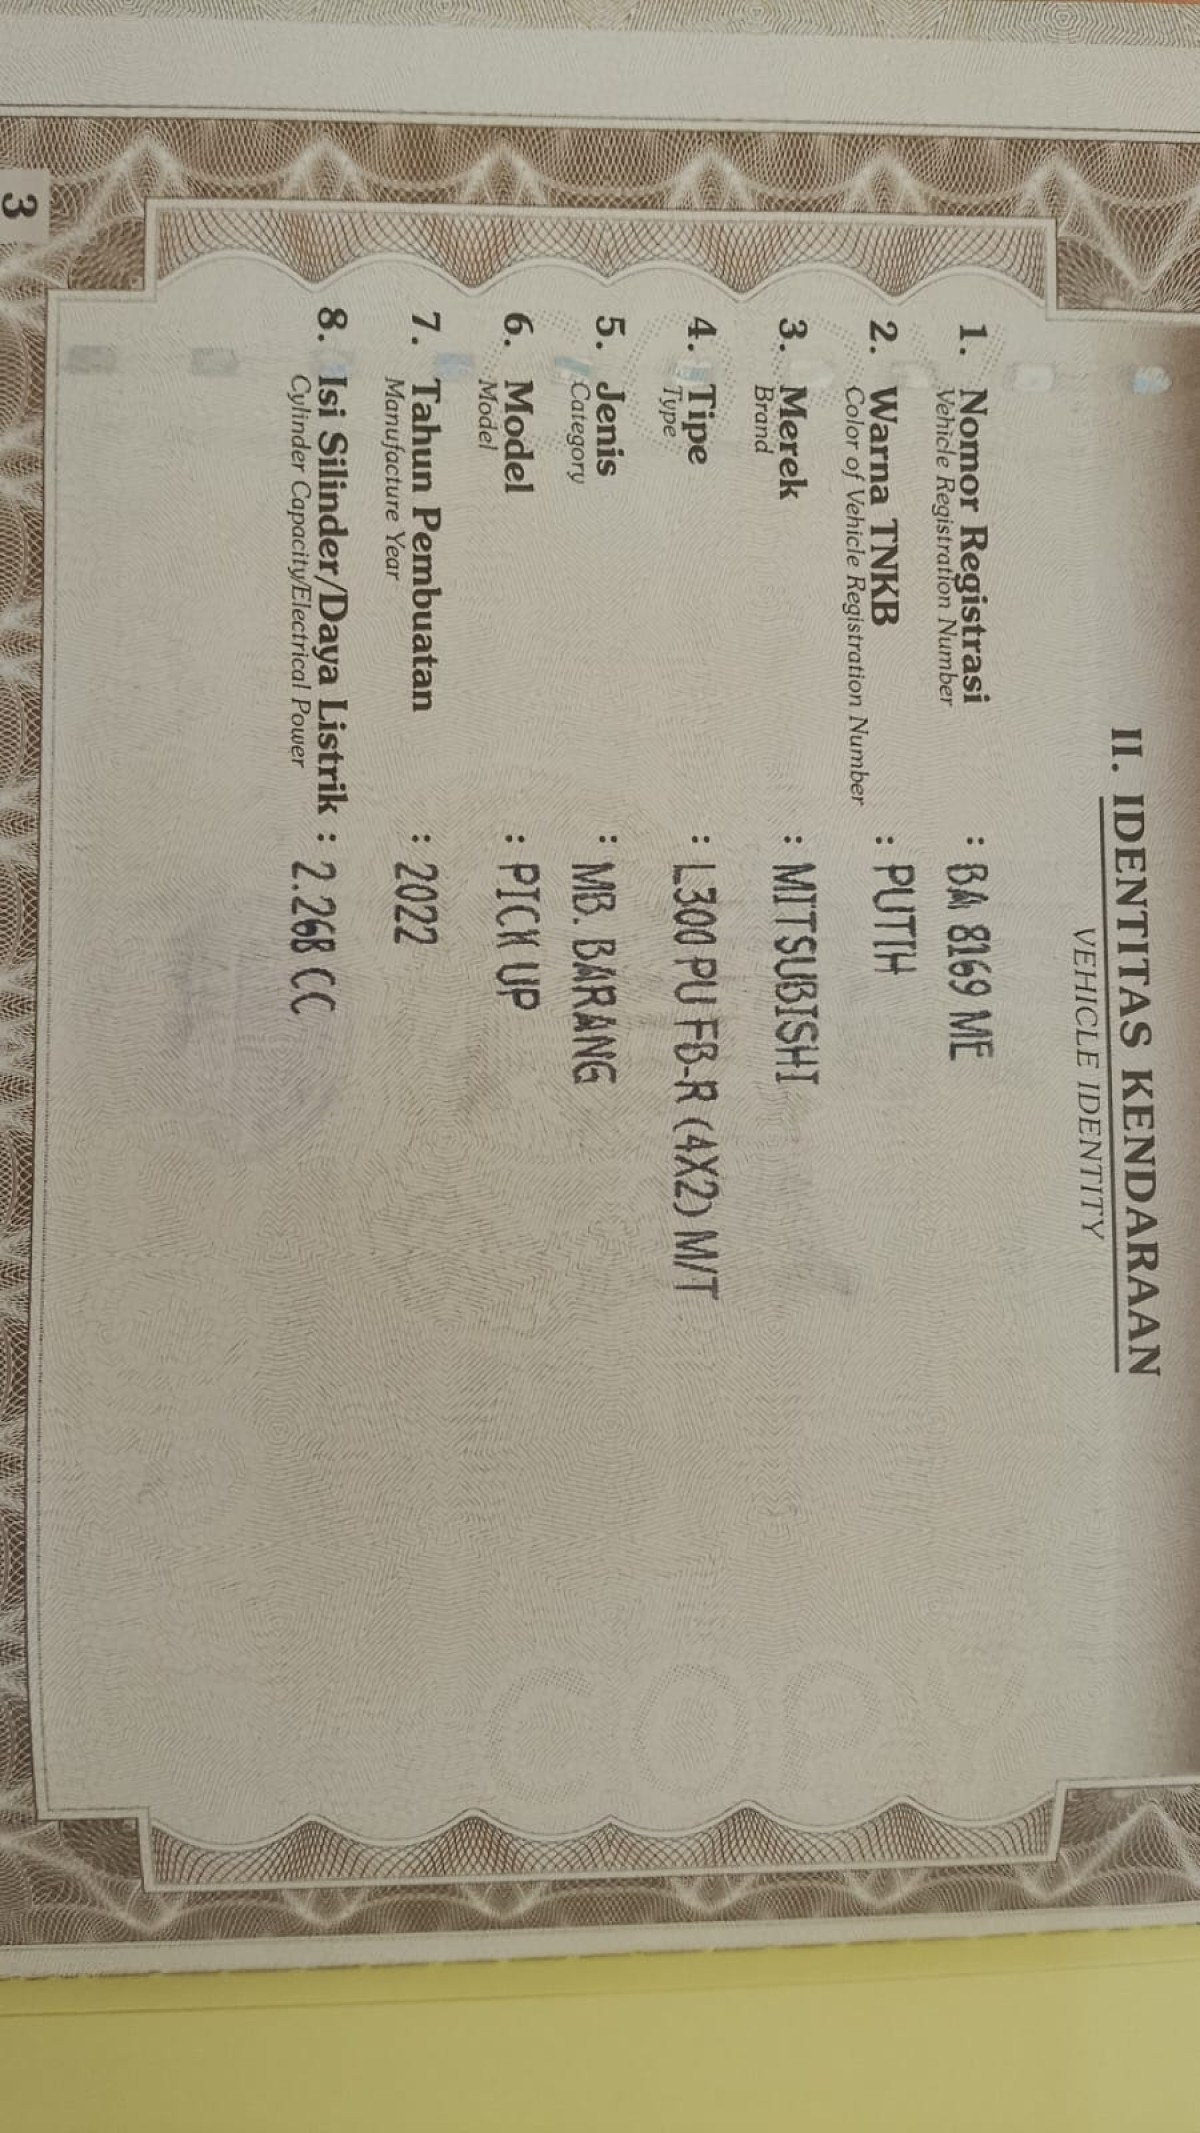 II. IDENTITAS KENDARAAN
VEHICLE IDENTITY
1. Nomor Registrasi : BA 8169 ME
Vehicle Registration Number
2. Warna TNKB : PUTIH
Color of Vehicle Registration Number
3. Merek : MITSUBISHI
Brand
4. Tipe : L300 PU FB-R (4X2) M/T
Type
5. Jenis : MB. BARANG
Category
6. Model : PICK UP
Model
7. Tahun Pembuatan : 2022
Manufacture Year
8. Isi Silinder/Daya Listrik : 2.268 CC
Cylinder Capacity/Electrical Power
COPY
3